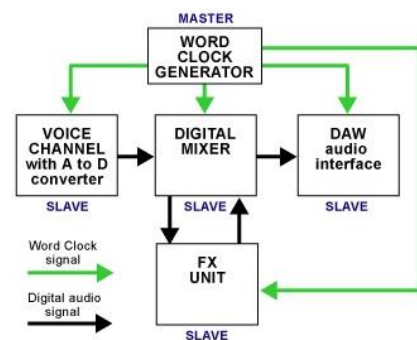 MASTER
WORD
CLOCK
GENERATOR
VOICE
CHANNEL
with A to D
converter
SLAVE
DIGITAL
MIXER
SLAVE
DAW
audio
interface
SLAVE
FX
UNIT
SLAVE
Word Clock
signal
Digital audio
signal